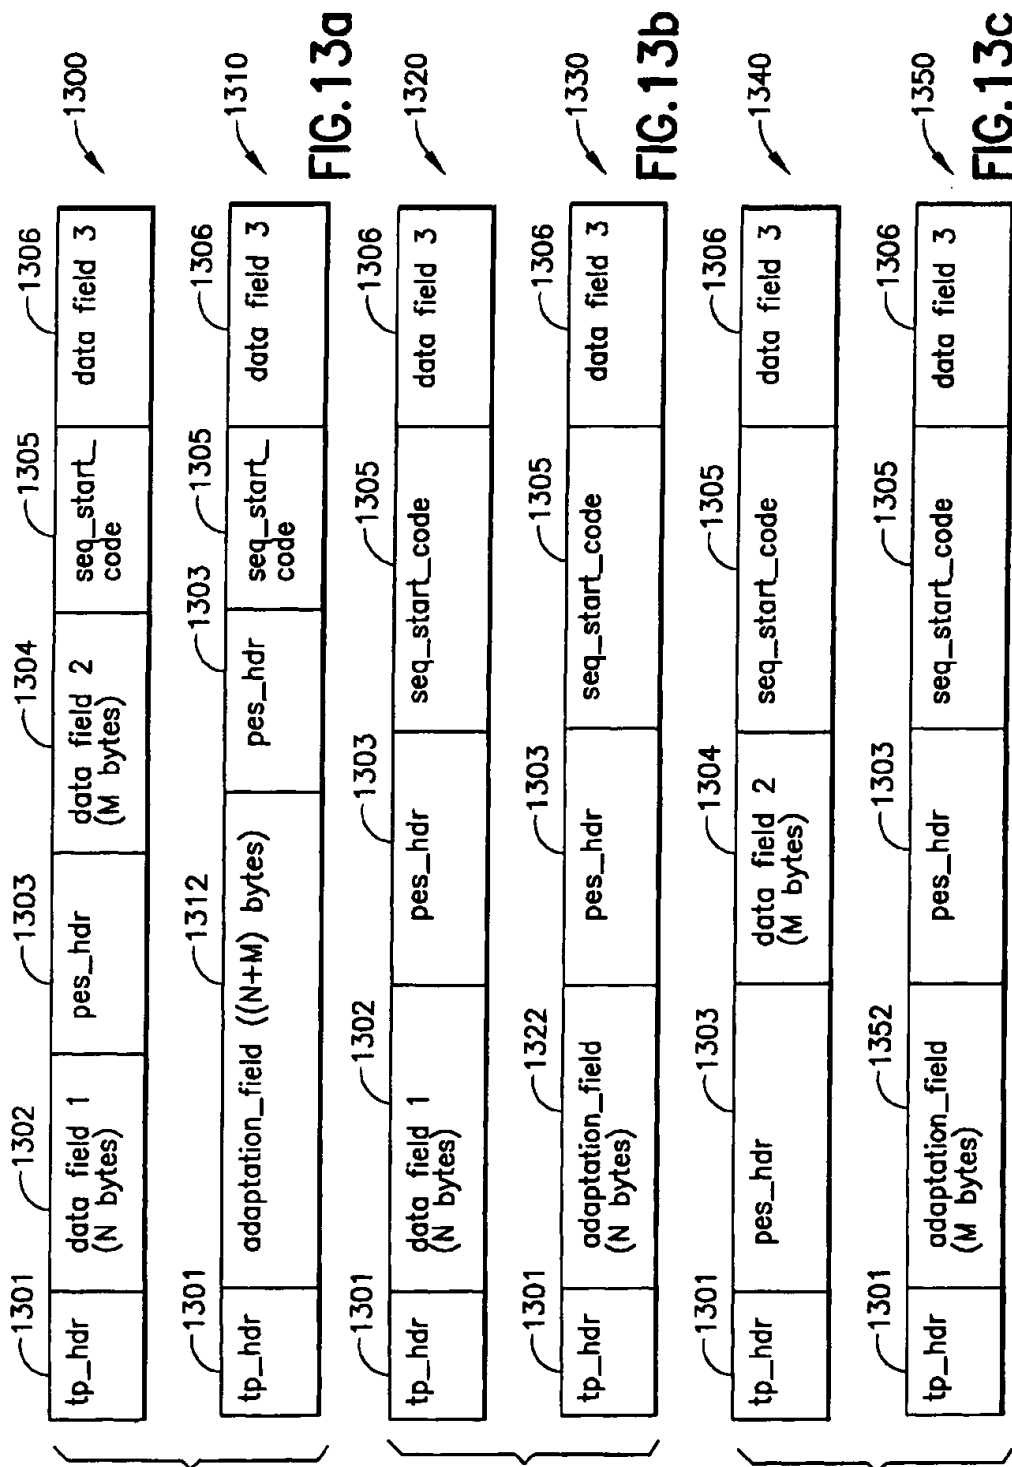 1301
1302
1303
1304
1305
1306
1300
tp_hdr
data field 1
(N bytes)
pes_hdr
data field 2
(M bytes)
seq_start_
code
data field 3
1301
1312
1303
1305
1306
1310
tp_hdr
adaptation_field ((N+M) bytes)
pes_hdr
seq_start_
code
data field 3
FIG.13a
1301
1302
1303
1305
1306
1320
tp_hdr
data field 1
(N bytes)
pes_hdr
seq_start_code
data field 3
1301
1322
1303
1305
1306
1330
tp_hdr
adaptation_field
(N bytes)
pes_hdr
seq_start_code
data field 3
FIG.13b
1301
1303
1304
1305
1306
1340
tp_hdr
pes_hdr
data field 2
(M bytes)
seq_start_code
data field 3
1301
1352
1303
1305
1306
1350
tp_hdr
adaptation_field
(M bytes)
pes_hdr
seq_start_code
data field 3
FIG.13c